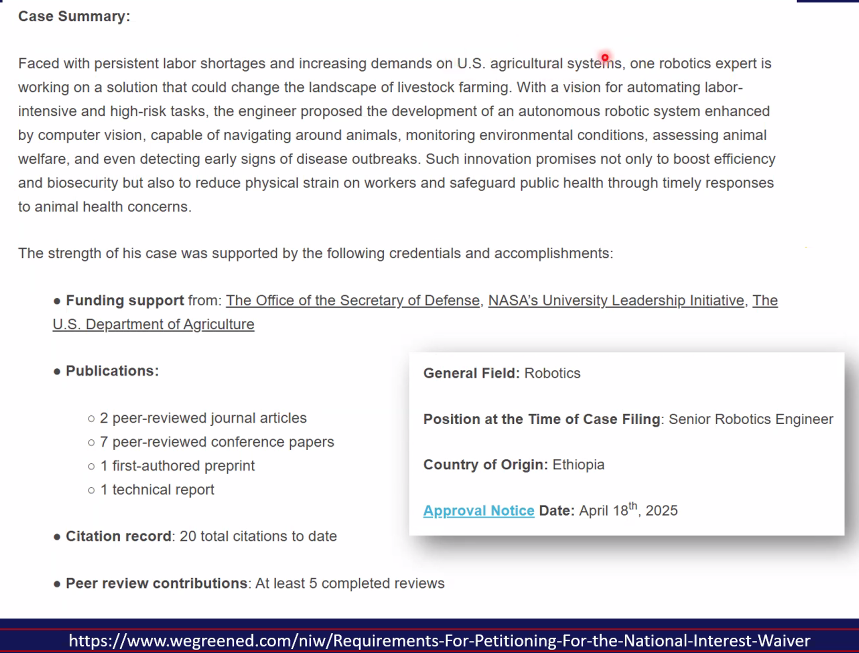 Case Summary:
Faced with persistent labor shortages and increasing demands on U.S. agricultural systems, one robotics expert is
working on a solution that could change the landscape of livestock farming. With a vision for automating labor-
intensive and high-risk tasks, the engineer proposed the development of an autonomous robotic system enhanced
by computer vision, capable of navigating around animals, monitoring environmental conditions, assessing animal
welfare, and even detecting early signs of disease outbreaks. Such innovation promises not only to boost efficiency
and biosecurity but also to reduce physical strain on workers and safeguard public health through timely responses
to animal health concerns.
The strength of his case was supported by the following credentials and accomplishments:
● Funding support from: The Office of the Secretary of Defense, NASA's University Leadership Initiative, The
U.S. Department of Agriculture
● Publications:
○ 2 peer-reviewed journal articles
○ 7 peer-reviewed conference papers
○ 1 first-authored preprint
○ 1 technical report
● Citation record: 20 total citations to date
● Peer review contributions: At least 5 completed reviews
General Field: Robotics
Position at the Time of Case Filing: Senior Robotics Engineer
Country of Origin: Ethiopia
Approval Notice Date: April 18th, 2025
https://www.wegreened.com/niw/Requirements-For-Petitioning-For-the-National-Interest-Waiver